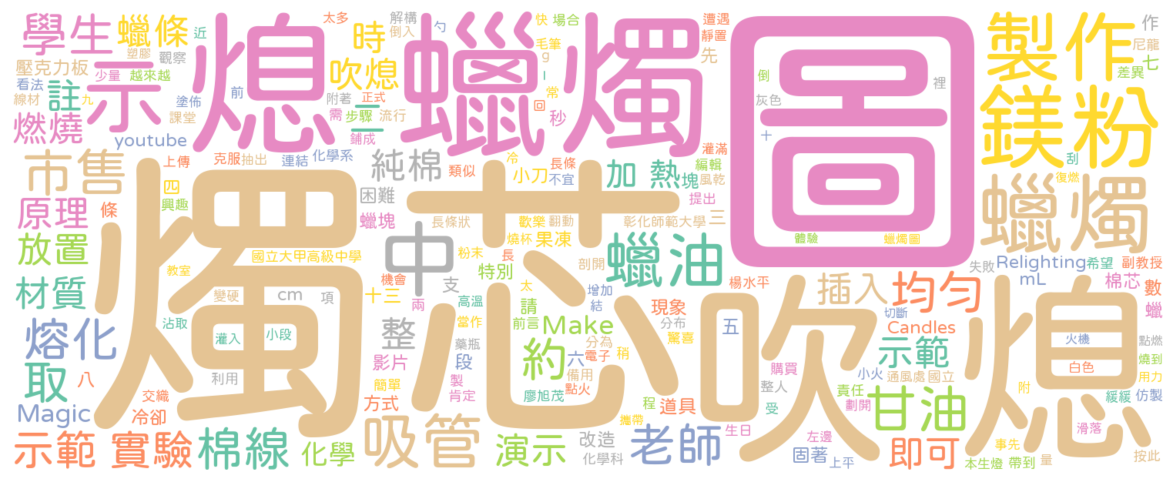 學生 蠟條 熄 時 太多 解構 倒入 近 勺 快 場合 遭遇 靜置 圖 製作 作
塑膠 觀察 吹熄 毛筆 g 先 尼龍 七
壓克力板 示 蠟燭 差異
看法 少量 越來越 註 塗佈 前 附著 正式 I 常 倒 裡 鎂粉
線材 九 二 需 步驟 流行 回 秒 灰色
燃燒 課堂 鋪成 十
youtube 灌滿 刮
市售 上傳 克服 抽出 連結 化學系 純棉 類似 冷 長條 加 熱 塊 編輯 復燃
四 小刀 不宜 風乾 蠟燭
原理 條 興趣 困難 提出
蠟塊 長條狀 歡樂 翻動 彰化師範大學 三
放置 燭芯 中 燒杯 果凍 體驗 蠟燭圖
國立大甲高級中學 粉末 長 蠟油
教室 機會 支 特別 剖開 楊水平 失敗 Relighting 希望 副教授
材質 變硬 cm 項 十三 兩 高溫 太 增加 吹熄 插入 均勻 mL 棉芯 數
沾取 請 結 現象 切斷 蠟
熔化 灌入 小段 整 當作 前言 Make 分布 五 Candles 火機 點燃
藥瓶 約 分為 驚喜 示範
取 影片 段 六 電子 稍 購買 小火 通風處 國立 白色 燒到
八 利用 簡單 製 備用 整人 附 用力
交織 方式 肯定 廖旭茂 點火 程 受 責任 甘油 緩緩 仿製
Magic 冷卻 攜帶 道具 劃開 滑落
吸管 生日 左邊 事先 量
示範 實驗 棉線 化學 演示 改造 老師 固著 即可 本生燈 帶到 按此
化學科 上平